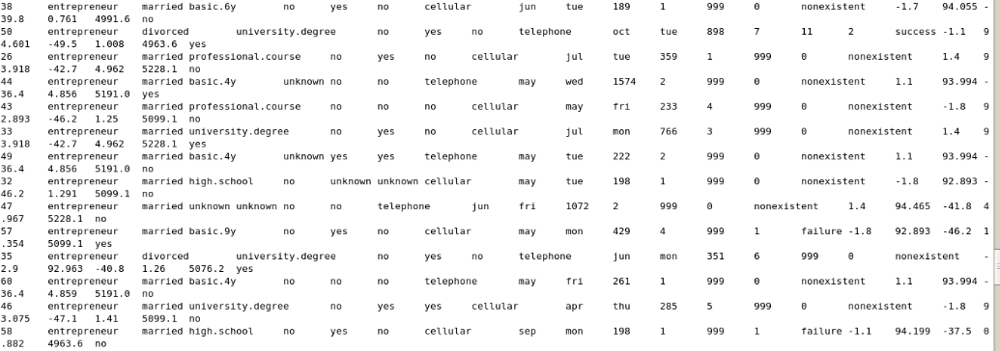 38 entrepreneur married basic.6y no yes no cellular jun tue 189 1 999 0 nonexistent -1.7 94.055 -
39.8 0.761 4991.6 no
50 entrepreneur divorced university.degree no yes no telephone oct tue 898 7 11 2 success -1.1 9
4.601 -49.5 1.008 4963.6 yes
26 entrepreneur married professional.course no yes no cellular jul tue 359 1 999 0 nonexistent 1.4 9
3.918 -42.7 4.962 5228.1 no
44 entrepreneur married basic.4y unknown no no telephone may wed 1574 2 999 0 nonexistent 1.1 93.994 -
36.4 4.856 5191.0 yes
43 entrepreneur married professional.course no no no cellular may fri 233 4 999 0 nonexistent -1.8 9
2.893 -46.2 1.25 5099.1 no
33 entrepreneur married university.degree no yes no cellular jul mon 766 3 999 0 nonexistent 1.4 9
3.918 -42.7 4.962 5228.1 yes
49 entrepreneur married basic.4y unknown yes yes telephone may tue 222 2 999 0 nonexistent 1.1 93.994 -
36.4 4.856 5191.0 no
32 entrepreneur married high.school no unknown unknown cellular may tue 198 1 999 0 nonexistent -1.8 92.893 -
46.2 1.291 5099.1 no
47 entrepreneur married unknown unknown no no telephone jun fri 1072 2 999 0 nonexistent 1.4 94.465 -41.8 4
.967 5228.1 no
57 entrepreneur married basic.9y no yes no cellular may mon 429 4 999 1 failure -1.8 92.893 -46.2 1
.354 5099.1 yes
35 entrepreneur divorced university.degree no yes no telephone jun mon 351 6 999 0 nonexistent -
2.9 92.963 -40.8 1.26 5076.2 yes
60 entrepreneur married basic.4y no no no telephone may fri 261 1 999 0 nonexistent 1.1 93.994 -
36.4 4.859 5191.0 no
46 entrepreneur married university.degree no yes yes cellular apr thu 285 5 999 0 nonexistent -1.8 9
3.075 -47.1 1.41 5099.1 no
58 entrepreneur married high.school no yes no cellular sep mon 198 1 999 1 failure -1.1 94.199 -37.5 0
.882 4963.6 no